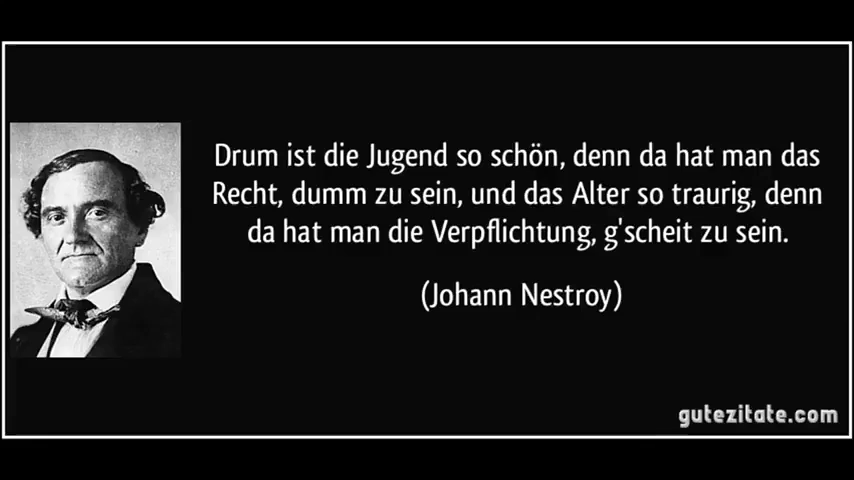 Drum ist die Jugend so schön, denn da hat man das
Recht, dumm zu sein, und das Alter so traurig, denn
da hat man die Verpflichtung, g'scheit zu sein.
(Johann Nestroy)
gutezitate.com